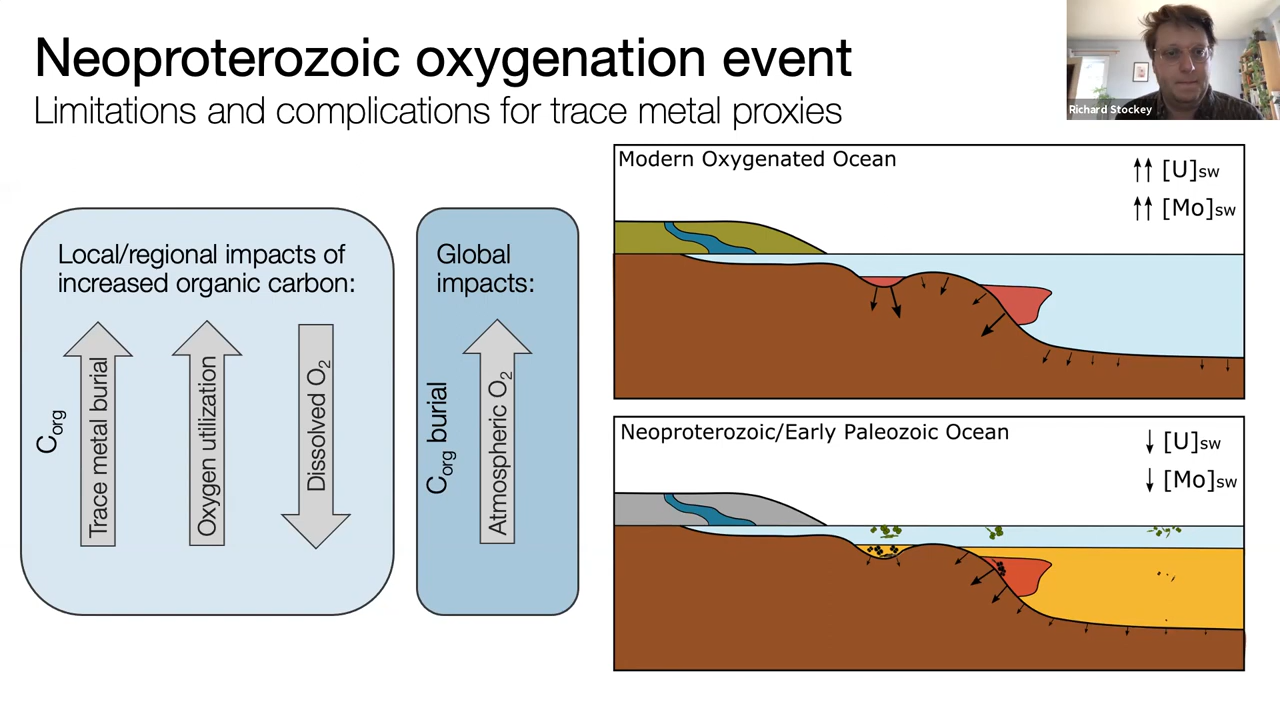 Neoproterozoic oxygenation event
Limitations and complications for trace metal proxies
Richard Stockey
Local/regional impacts of
increased organic carbon:
Corg
Trace metal burial
Oxygen utilization
Dissolved O2
Global
impacts:
Corg burial
Atmospheric O2
Modern Oxygenated Ocean
↑↑ [U]sw
↑↑ [Mo]sw
Neoproterozoic/Early Paleozoic Ocean
↓ [U]sw
↓ [Mo]sw